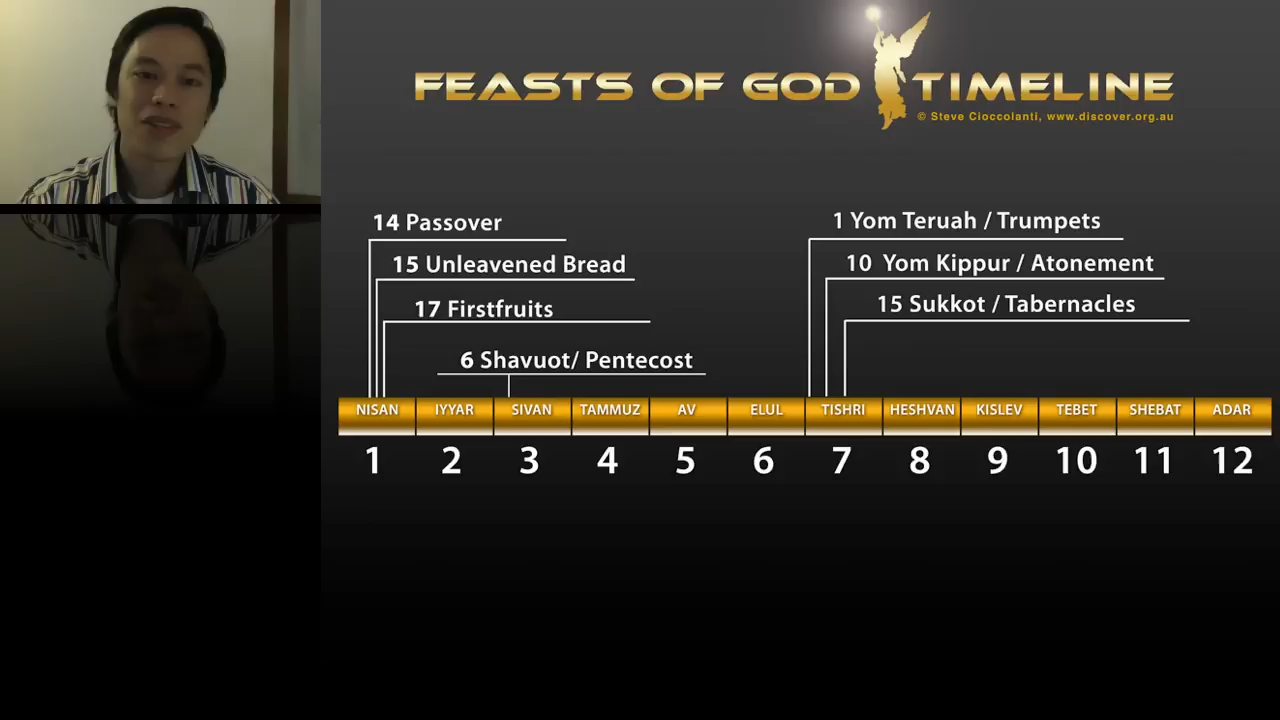 FEASTS OF GOD TIMELINE
© Steve Cioccolanti, www.discover.org.au
14 Passover
15 Unleavened Bread
17 Firstfruits
6 Shavuot/ Pentecost
1 Yom Teruah / Trumpets
10 Yom Kippur / Atonement
15 Sukkot / Tabernacles
NISAN IYYAR SIVAN TAMMUZ AV ELUL TISHRI HESHVAN KISLEV TEBET SHEBAT ADAR
1 2 3 4 5 6 7 8 9 10 11 12